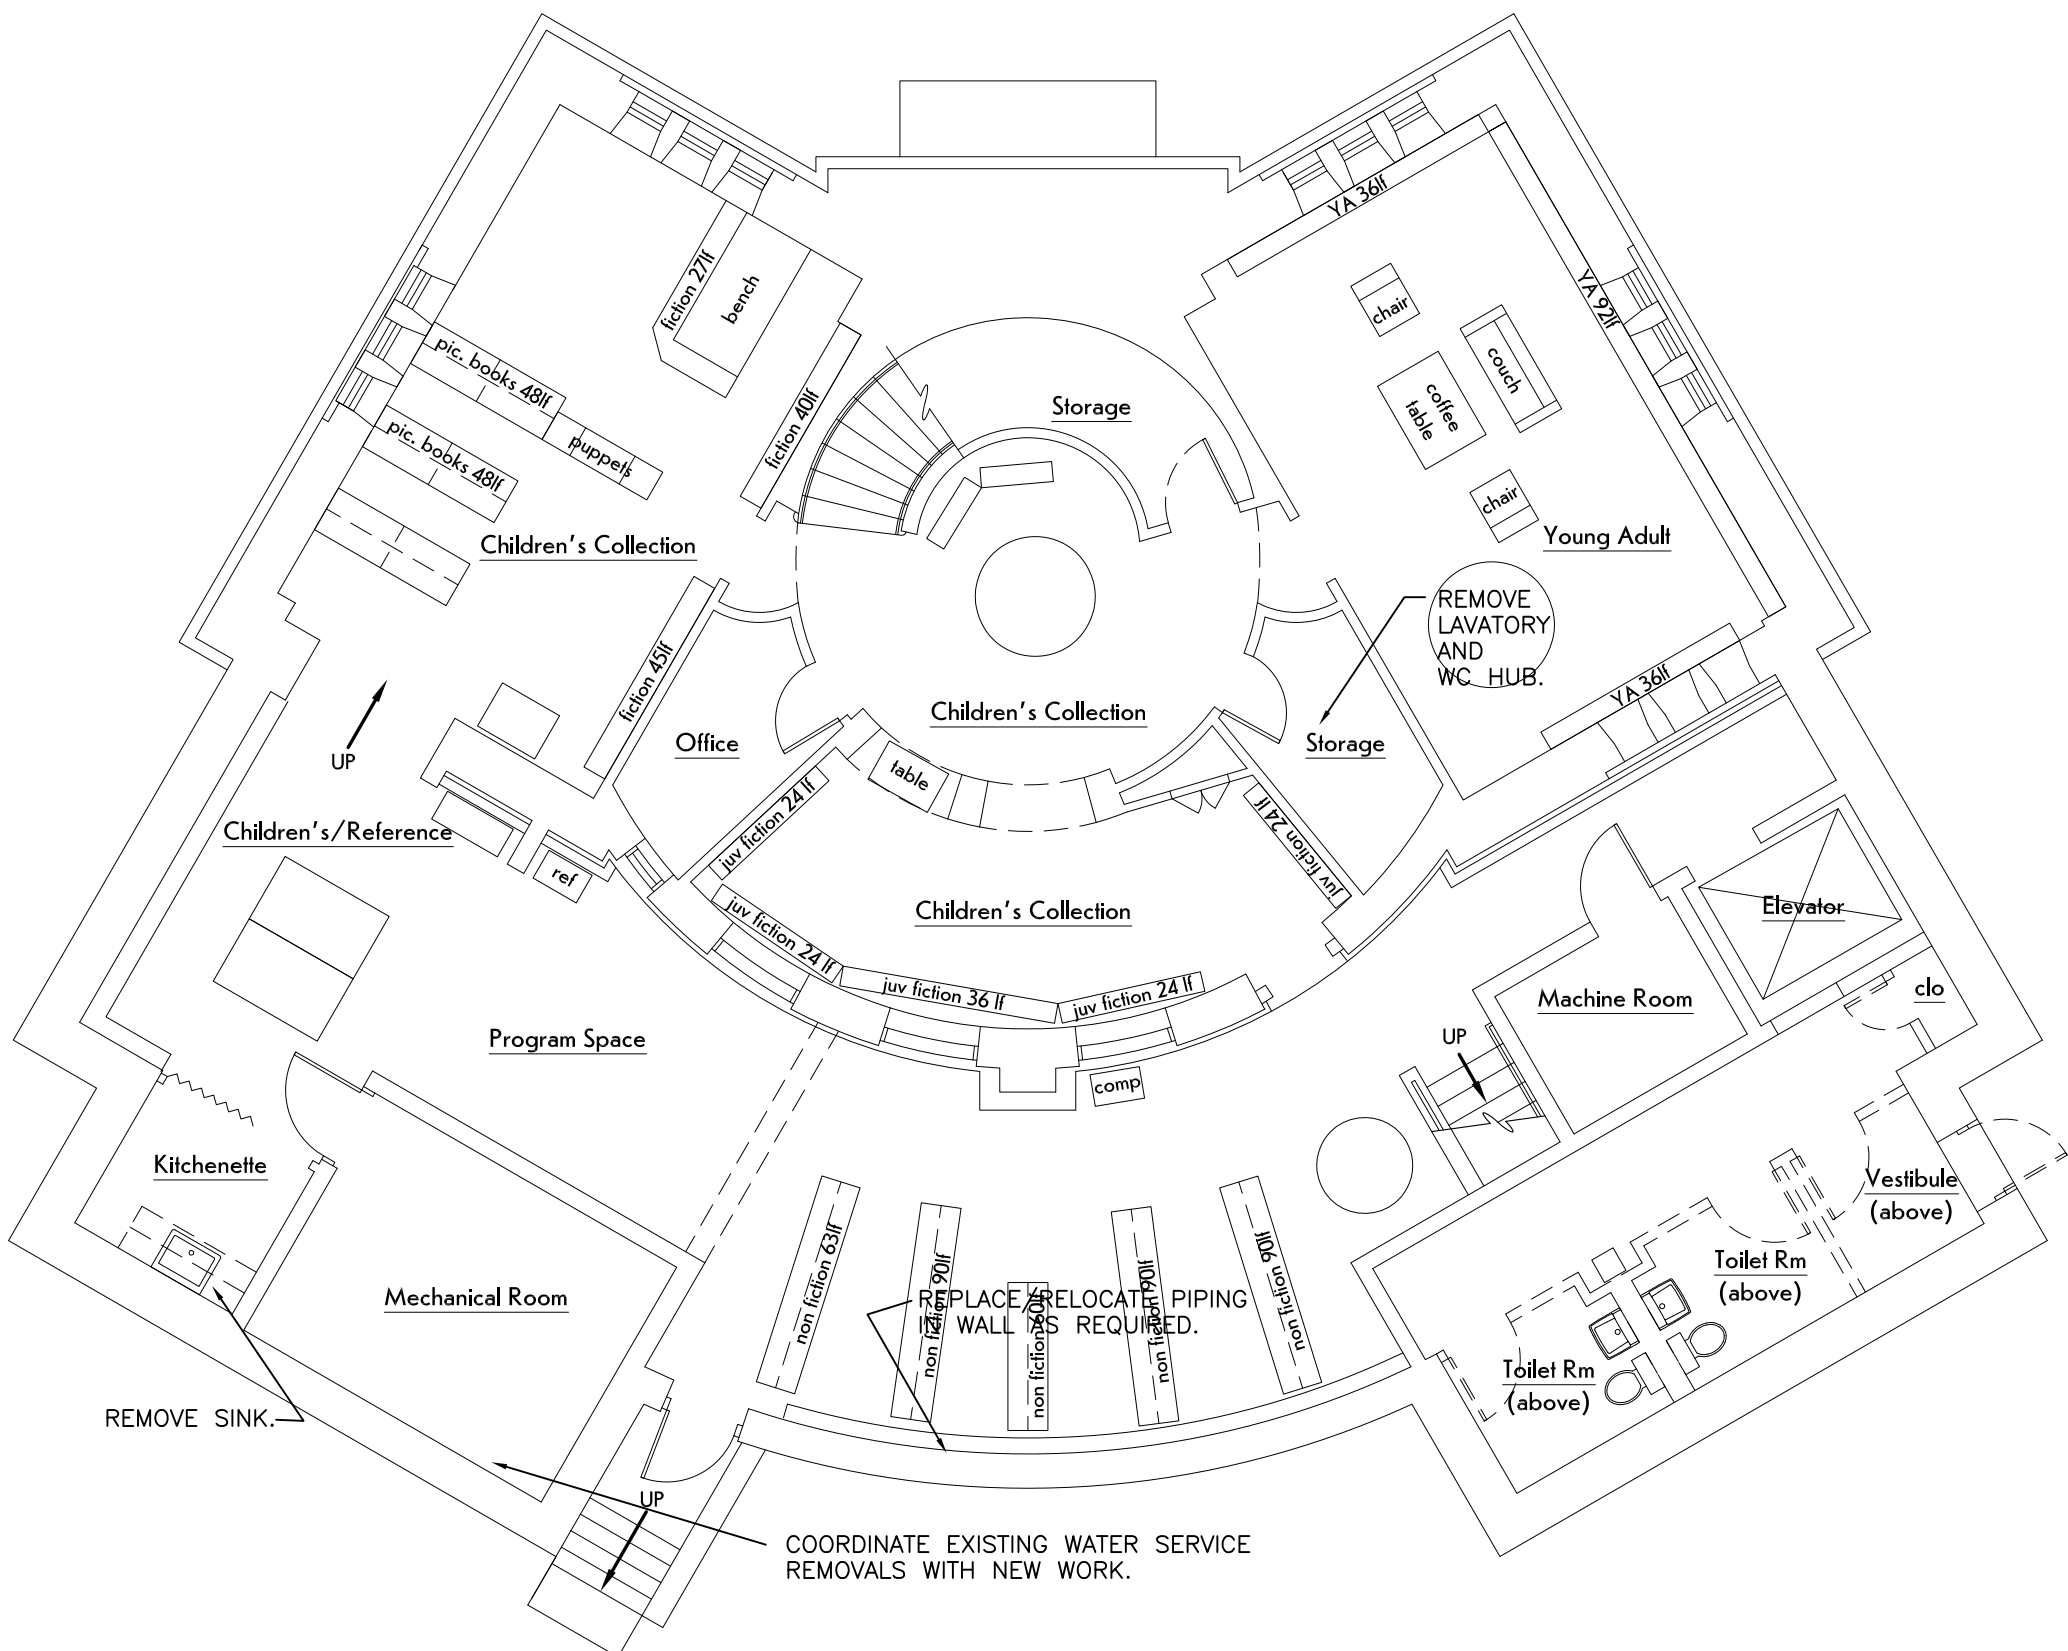 YA 36lf
fiction 27lf
bench
YA 92lf
chair
pic. books 48lf
couch
fiction 40lf
Storage
coffee
table
pic. books 48lf
puppets
chair
Children's Collection
Young Adult
REMOVE
LAVATORY
AND
WC HUB.
fiction 45lf
YA 36lf
Children's Collection
Office
Storage
UP
table
juv fiction 24 lf
juv fiction 24 lf
Children's/Reference
ref
Elevator
Children's Collection
juv fiction 24 lf
juv fiction 36 lf
juv fiction 24 lf
clo
Machine Room
Program Space
UP
comp
Kitchenette
Vestibule
(above)
non fiction 63lf
non fiction 90lf
non fiction 60lf
non fiction 90lf
non fiction 90lf
Toilet Rm
(above)
Mechanical Room
REPLACE/RELOCATE PIPING
IN WALL AS REQUIRED.
Toilet Rm
(above)
REMOVE SINK.
UP
COORDINATE EXISTING WATER SERVICE
REMOVALS WITH NEW WORK.